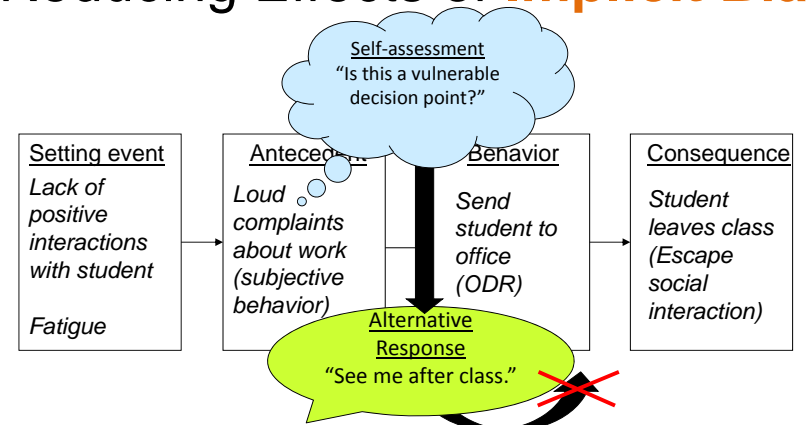 Self-assessment
“Is this a vulnerable
decision point?”
Setting event
Lack of
positive
interactions
with student
Fatigue
Antecedent
Loud
complaints
about work
(subjective
behavior)
Behavior
Send
student to
office
(ODR)
Consequence
Student
leaves class
(Escape
social
interaction)
Alternative
Response
“See me after class.”